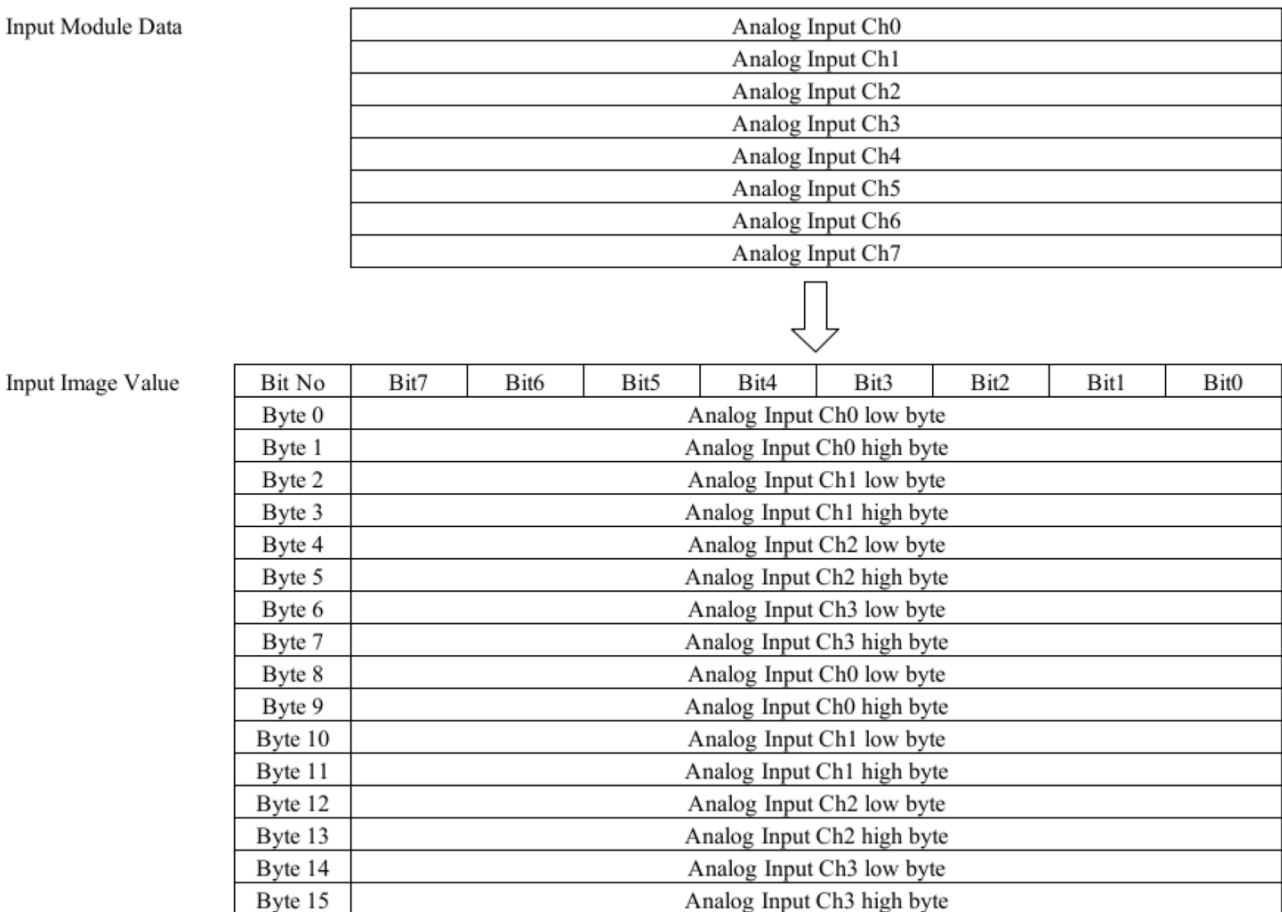 Input Module Data
Analog Input Ch0
Analog Input Ch1
Analog Input Ch2
Analog Input Ch3
Analog Input Ch4
Analog Input Ch5
Analog Input Ch6
Analog Input Ch7
Input Image Value
Bit No Bit7 Bit6 Bit5 Bit4 Bit3 Bit2 Bit1 Bit0
Byte 0 Analog Input Ch0 low byte
Byte 1 Analog Input Ch0 high byte
Byte 2 Analog Input Ch1 low byte
Byte 3 Analog Input Ch1 high byte
Byte 4 Analog Input Ch2 low byte
Byte 5 Analog Input Ch2 high byte
Byte 6 Analog Input Ch3 low byte
Byte 7 Analog Input Ch3 high byte
Byte 8 Analog Input Ch0 low byte
Byte 9 Analog Input Ch0 high byte
Byte 10 Analog Input Ch1 low byte
Byte 11 Analog Input Ch1 high byte
Byte 12 Analog Input Ch2 low byte
Byte 13 Analog Input Ch2 high byte
Byte 14 Analog Input Ch3 low byte
Byte 15 Analog Input Ch3 high byte